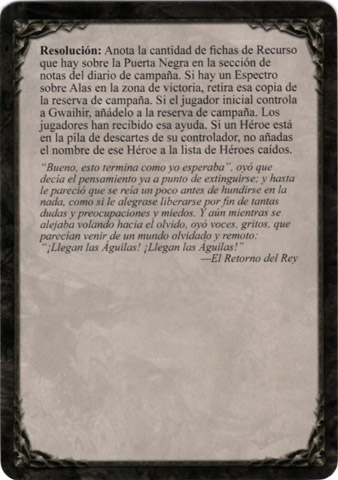 Resolución: Anota la cantidad de fichas de Recurso
que hay sobre la Puerta Negra en la sección de
notas del diario de campaña. Si hay un Espectro
sobre Alas en la zona de victoria, retira esa copia de
la reserva de campaña. Si el jugador inicial controla
a Gwaihir, añádelo a la reserva de campaña. Los
jugadores han recibido esa ayuda. Si un Héroe está
en la pila de descartes de su controlador, no añadas
el nombre de ese Héroe a la lista de Héroes caídos.
“Bueno, esto termina como yo esperaba”, oyó que
decía el pensamiento ya a punto de extinguirse; y hasta
le pareció que se reía un poco antes de hundirse en la
nada, como si le alegrase liberarse por fin de tantas
dudas y preocupaciones y miedos. Y aún mientras se
alejaba volando hacia el olvido, oyó voces, gritos, que
parecían venir de un mundo olvidado y remoto:
“¡Llegan las Águilas! ¡Llegan las Águilas!”
—El Retorno del Rey